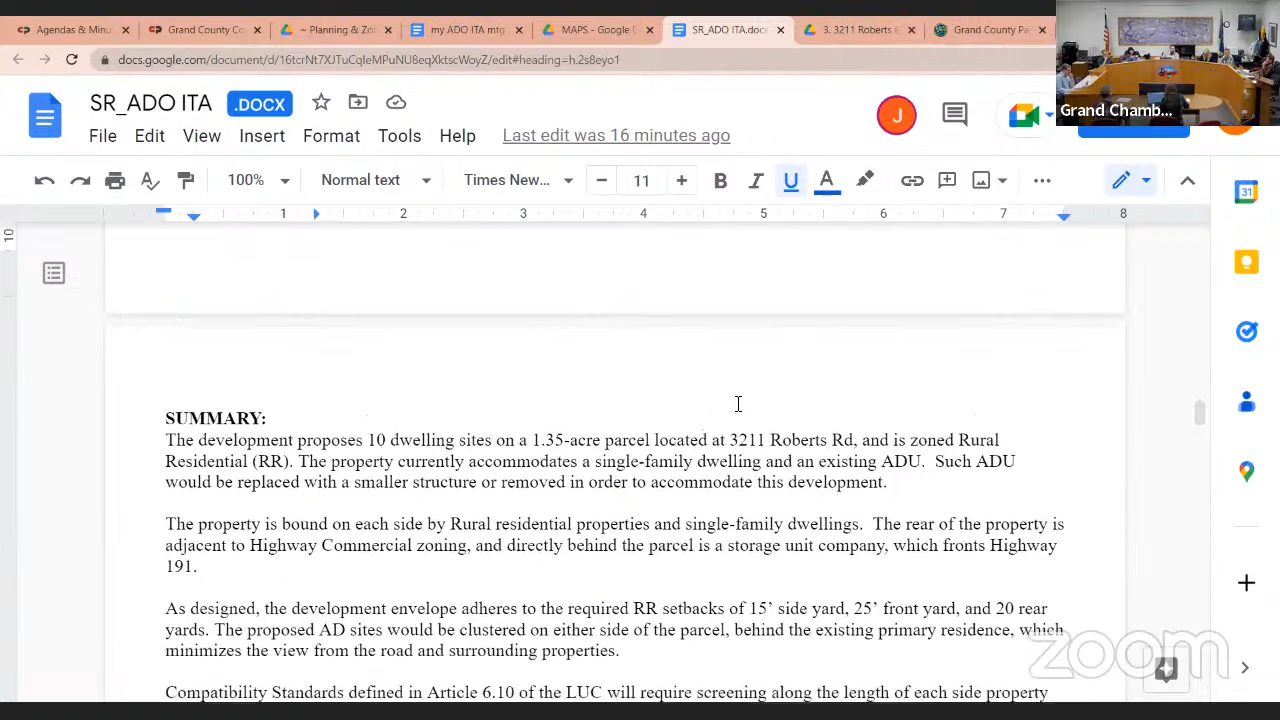 Agendas & Minu
Grand County Co
~ Planning & Zo
my ADO ITA mtg
MAPS - Google
SR_ADO ITA.doc
3. 3211 Roberts
Grand County
docs.google.com/document/d/16tcrNt7XJTuCqIeMPuNU8eqXktscWoyZ/edit#heading=h.2s8eyo1
SR_ADO ITA
.DOCX
J
Grand Chamb...
File Edit View Insert Format Tools Help Last edit was 16 minutes ago
100% Normal text Times New... 11 B I U A
1 2 3 4 5 6 7 8
10
31
SUMMARY:
The development proposes 10 dwelling sites on a 1.35-acre parcel located at 3211 Roberts Rd, and is zoned Rural
Residential (RR). The property currently accommodates a single-family dwelling and an existing ADU. Such ADU
would be replaced with a smaller structure or removed in order to accommodate this development.
The property is bound on each side by Rural residential properties and single-family dwellings. The rear of the property is
adjacent to Highway Commercial zoning, and directly behind the parcel is a storage unit company, which fronts Highway
191.
As designed, the development envelope adheres to the required RR setbacks of 15’ side yard, 25’ front yard, and 20 rear
yards. The proposed AD sites would be clustered on either side of the parcel, behind the existing primary residence, which
minimizes the view from the road and surrounding properties.
Compatibility Standards defined in Article 6.10 of the LUC will require screening along the length of each side property
zoom